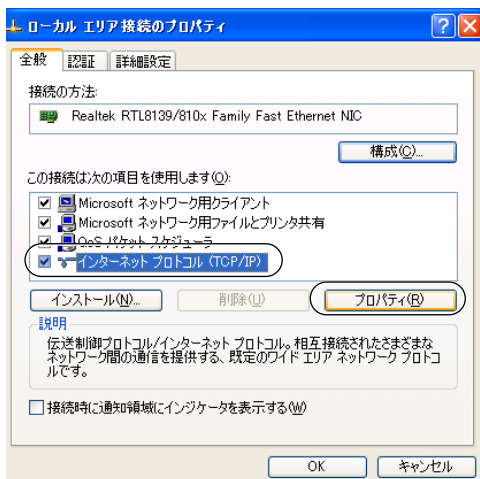 ローカル エリア接続のプロパティ
全般 認証 詳細設定
接続の方法:
Realtek RTL8139/810x Family Fast Ethernet NIC
構成(C)...
この接続は次の項目を使用します(O):
Microsoft ネットワーク用クライアント
Microsoft ネットワーク用ファイルとプリンタ共有
QoS パケット スケジューラ
インターネット プロトコル (TCP/IP)
インストール(N)... 削除(U) プロパティ(R)
説明
伝送制御プロトコル/インターネット プロトコル。相互接続されたさまざまな
ネットワーク間の通信を提供する、既定のワイド エリア ネットワーク プロトコ
ルです。
接続時に通知領域にインジケータを表示する(W)
OK キャンセル